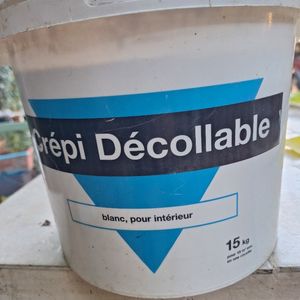 Crépi Décollable
blanc, pour intérieur
15 kg